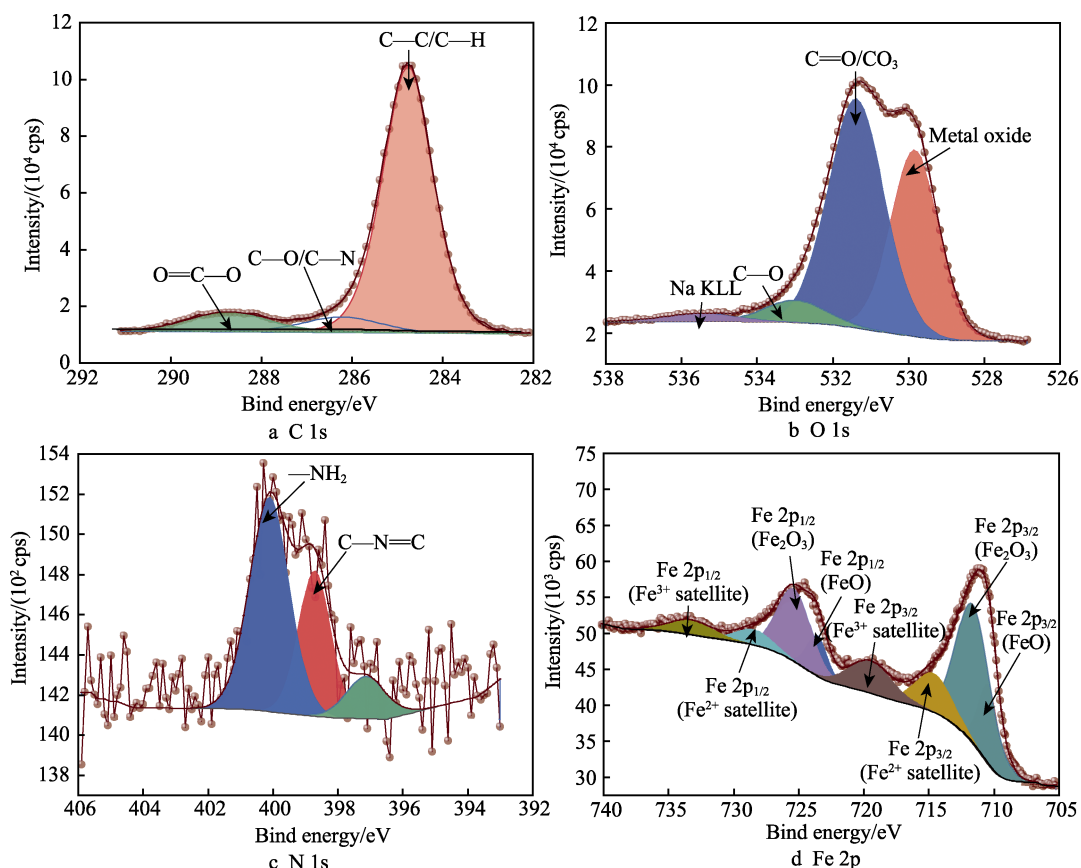 12
10
8
6
4
2
0
292
290
288
286
284
282
Intensity/(10⁴ cps)
Bind energy/eV
C—C/C—H
C—O/C—N
O=C—O
a C 1s
12
10
8
6
4
2
538
536
534
532
530
528
526
Intensity/(10⁴ cps)
Bind energy/eV
C=O/CO₃
Metal oxide
C—O
Na KLL
b O 1s
154
152
150
148
146
144
142
140
138
406
404
402
400
398
396
394
392
Intensity/(10² cps)
Bind energy/eV
—NH₂
C—N=C
c N 1s
75
70
65
60
55
50
45
40
35
30
740
735
730
725
720
715
710
705
Intensity/(10³ cps)
Bind energy/eV
Fe 2p₁/₂
(Fe³⁺ satellite)
Fe 2p₁/₂
(Fe₂O₃)
Fe 2p₁/₂
(FeO)
Fe 2p₃/₂
(Fe³⁺ satellite)
Fe 2p₃/₂
(Fe₂O₃)
Fe 2p₃/₂
(FeO)
Fe 2p₁/₂
(Fe²⁺ satellite)
Fe 2p₃/₂
(Fe²⁺ satellite)
d Fe 2p